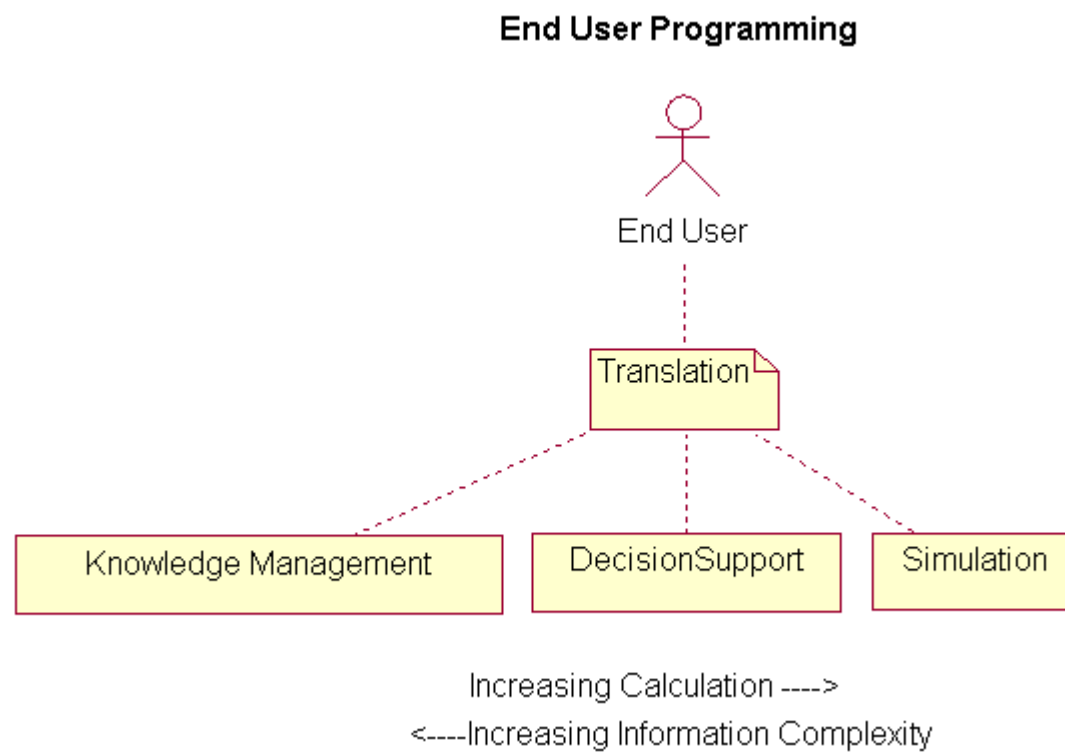 End User Programming
End User
Translation
Knowledge Management
DecisionSupport
Simulation
Increasing Calculation ---->
<----Increasing Information Complexity